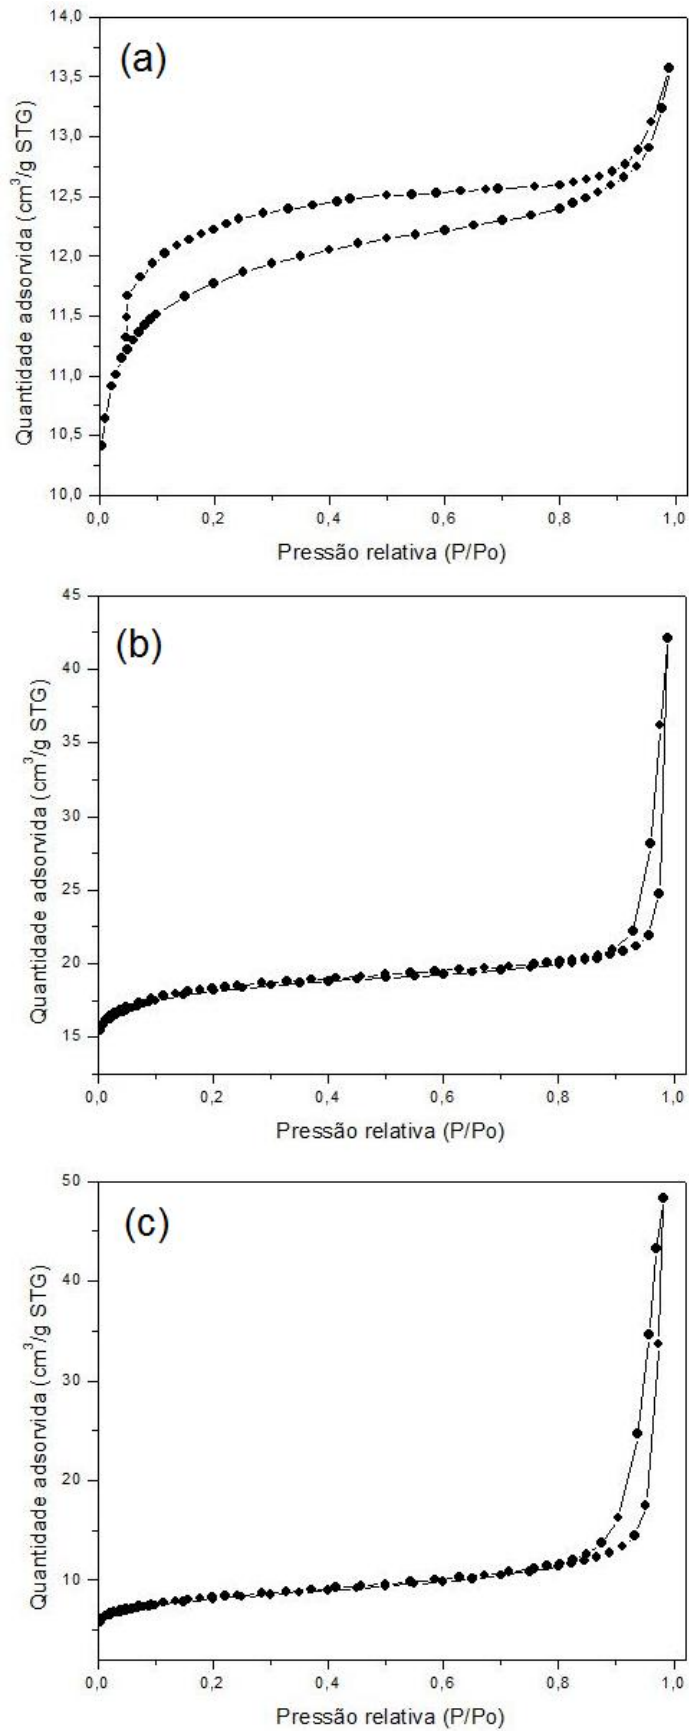 (a)
14,0
13,5
13,0
12,5
12,0
11,5
11,0
10,5
10,0
Quantidade adsorvida (cm³/g STG)
0,0 0,2 0,4 0,6 0,8 1,0
Pressão relativa (P/Po)
(b)
45
40
35
30
25
20
15
Quantidade adsorvida (cm³/g STG)
0,0 0,2 0,4 0,6 0,8 1,0
Pressão relativa (P/Po)
(c)
50
40
30
20
10
Quantidade adsorvida (cm³/g STG)
0,0 0,2 0,4 0,6 0,8 1,0
Pressão relativa (P/Po)